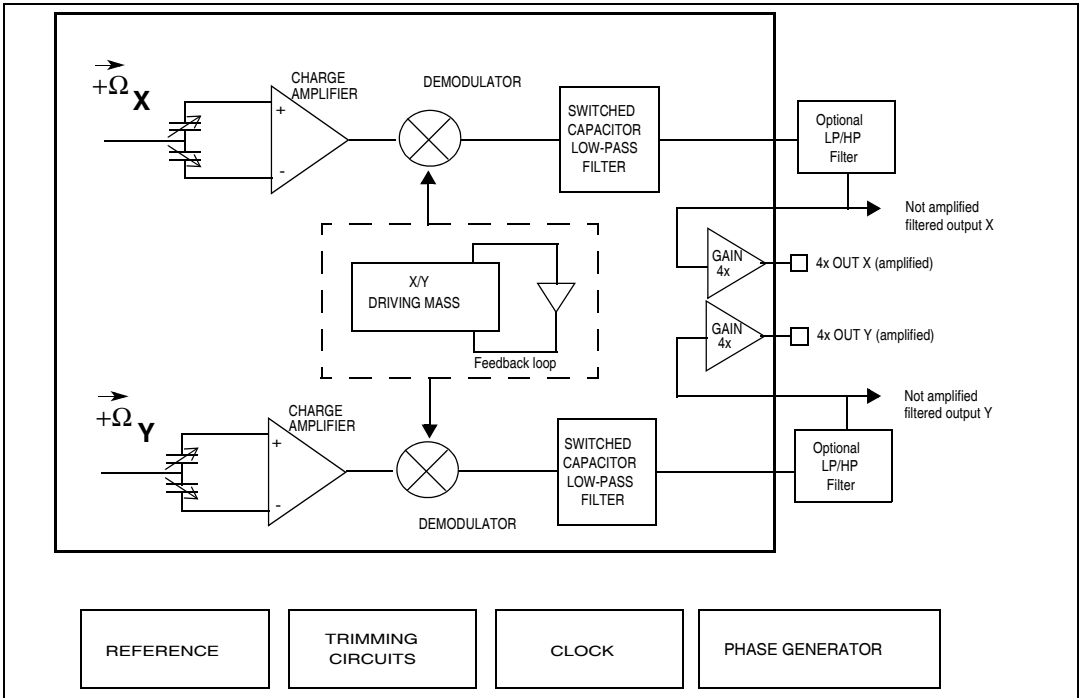 +Ω X
CHARGE
AMPLIFIER
+
-
DEMODULATOR
SWITCHED
CAPACITOR
LOW-PASS
FILTER
Optional
LP/HP
Filter
Not amplified
filtered output X
GAIN
4x
4x OUT X (amplified)
X/Y
DRIVING MASS
Feedback loop
GAIN
4x
4x OUT Y (amplified)
Not amplified
filtered output Y
+Ω Y
CHARGE
AMPLIFIER
+
-
DEMODULATOR
SWITCHED
CAPACITOR
LOW-PASS
FILTER
Optional
LP/HP
Filter
REFERENCE
TRIMMING
CIRCUITS
CLOCK
PHASE GENERATOR